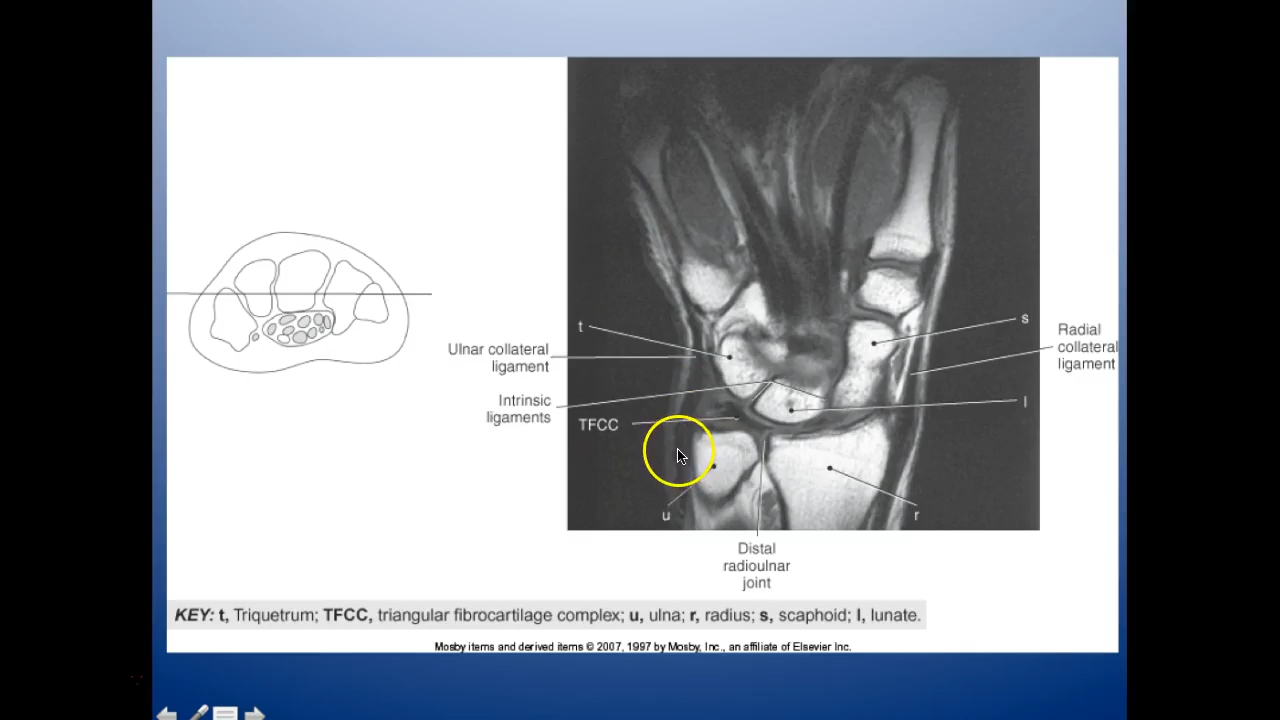 t
Ulnar collateral
ligament
Intrinsic
ligaments
TFCC
u
s
Radial
collateral
ligament
l
r
Distal
radioulnar
joint
KEY: t, Triquetrum; TFCC, triangular fibrocartilage complex; u, ulna; r, radius; s, scaphoid; l, lunate.
Mosby items and derived items © 2007, 1997 by Mosby, Inc., an affiliate of Elsevier Inc.